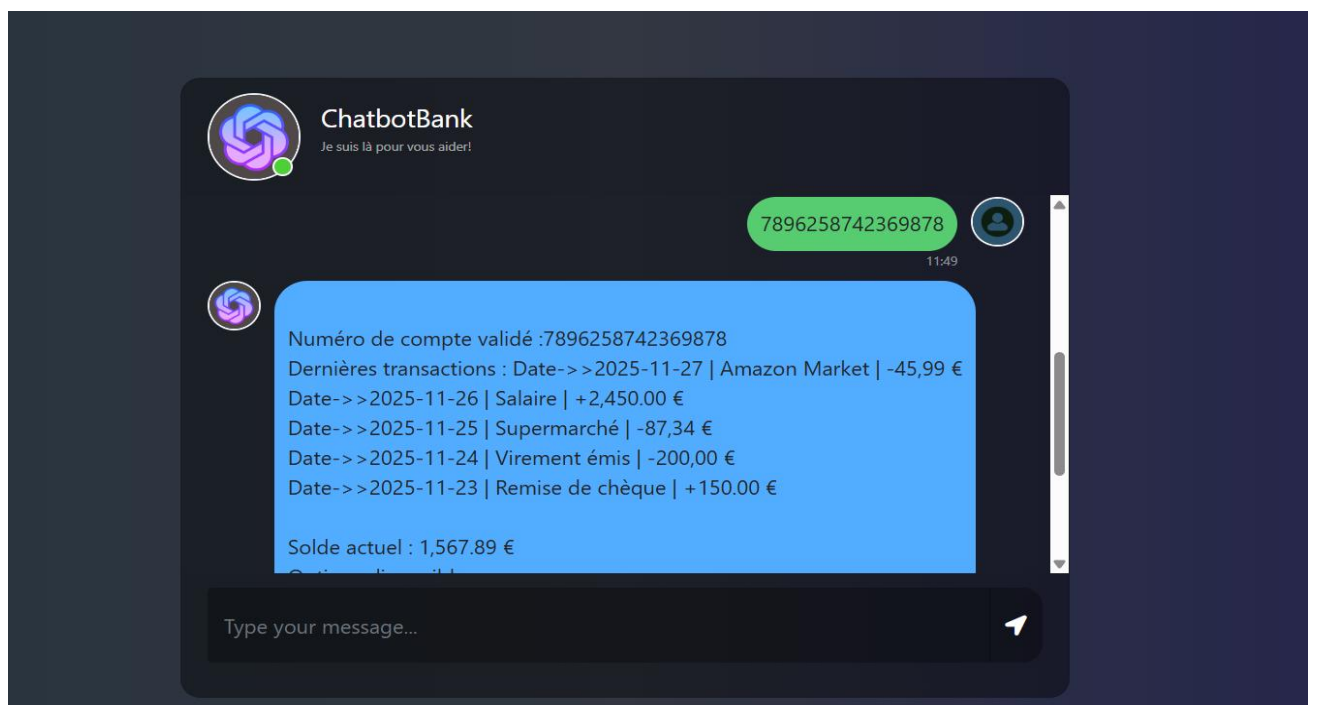 ChatbotBank
Je suis là pour vous aider!
7896258742369878
11:49
Numéro de compte validé :7896258742369878
Dernières transactions : Date->>2025-11-27 | Amazon Market | -45,99 €
Date->>2025-11-26 | Salaire | +2,450.00 €
Date->>2025-11-25 | Supermarché | -87,34 €
Date->>2025-11-24 | Virement émis | -200,00 €
Date->>2025-11-23 | Remise de chèque | +150.00 €
Solde actuel : 1,567.89 €
Type your message...